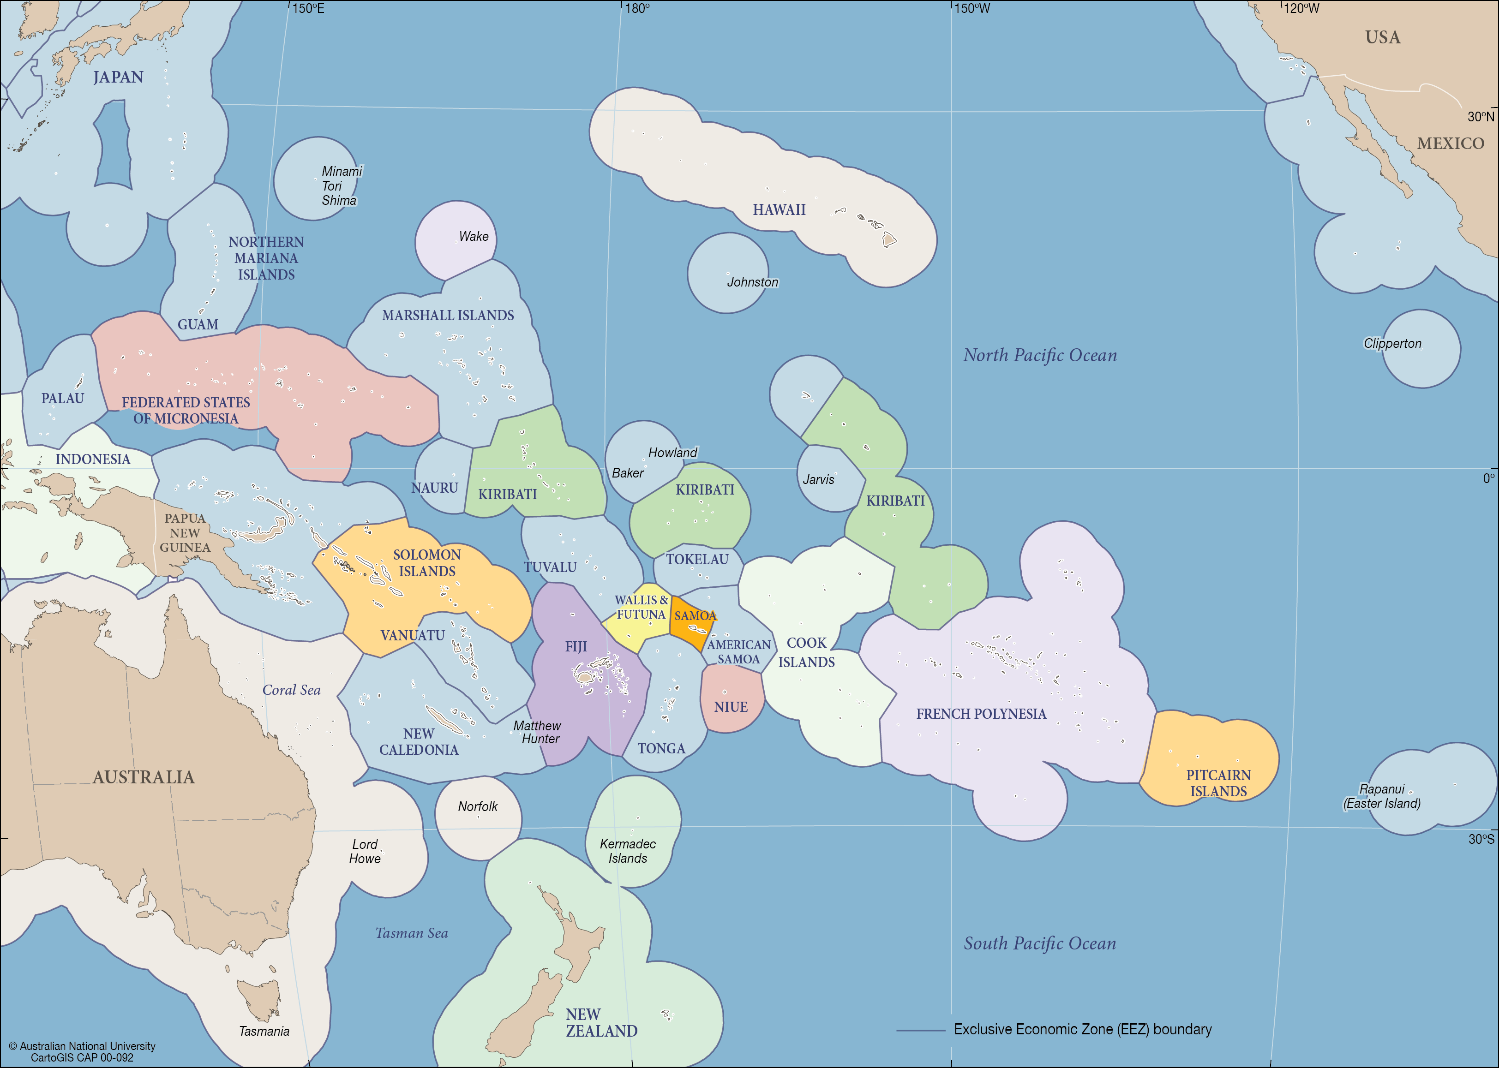 150°E
180°
150°W
120°W
USA
JAPAN
30°N
MEXICO
Minami
Tori
Shima
HAWAII
Wake
NORTHERN
MARIANA
ISLANDS
Johnston
MARSHALL ISLANDS
GUAM
Clipperton
North Pacific Ocean
PALAU
FEDERATED STATES
OF MICRONESIA
INDONESIA
Howland
Baker
Jarvis
0°
NAURU
KIRIBATI
KIRIBATI
KIRIBATI
PAPUA
NEW
GUINEA
SOLOMON
ISLANDS
TUVALU
TOKELAU
WALLIS &
FUTUNA
SAMOA
VANUATU
FIJI
AMERICAN
SAMOA
COOK
ISLANDS
Coral Sea
NIUE
FRENCH POLYNESIA
Matthew
Hunter
NEW
CALEDONIA
TONGA
AUSTRALIA
PITCAIRN
ISLANDS
Rapanui
(Easter Island)
Norfolk
Lord
Howe
Kermadec
Islands
30°S
Tasman Sea
South Pacific Ocean
NEW
ZEALAND
Tasmania
Exclusive Economic Zone (EEZ) boundary
© Australian National University
CartoGIS CAP 00-092